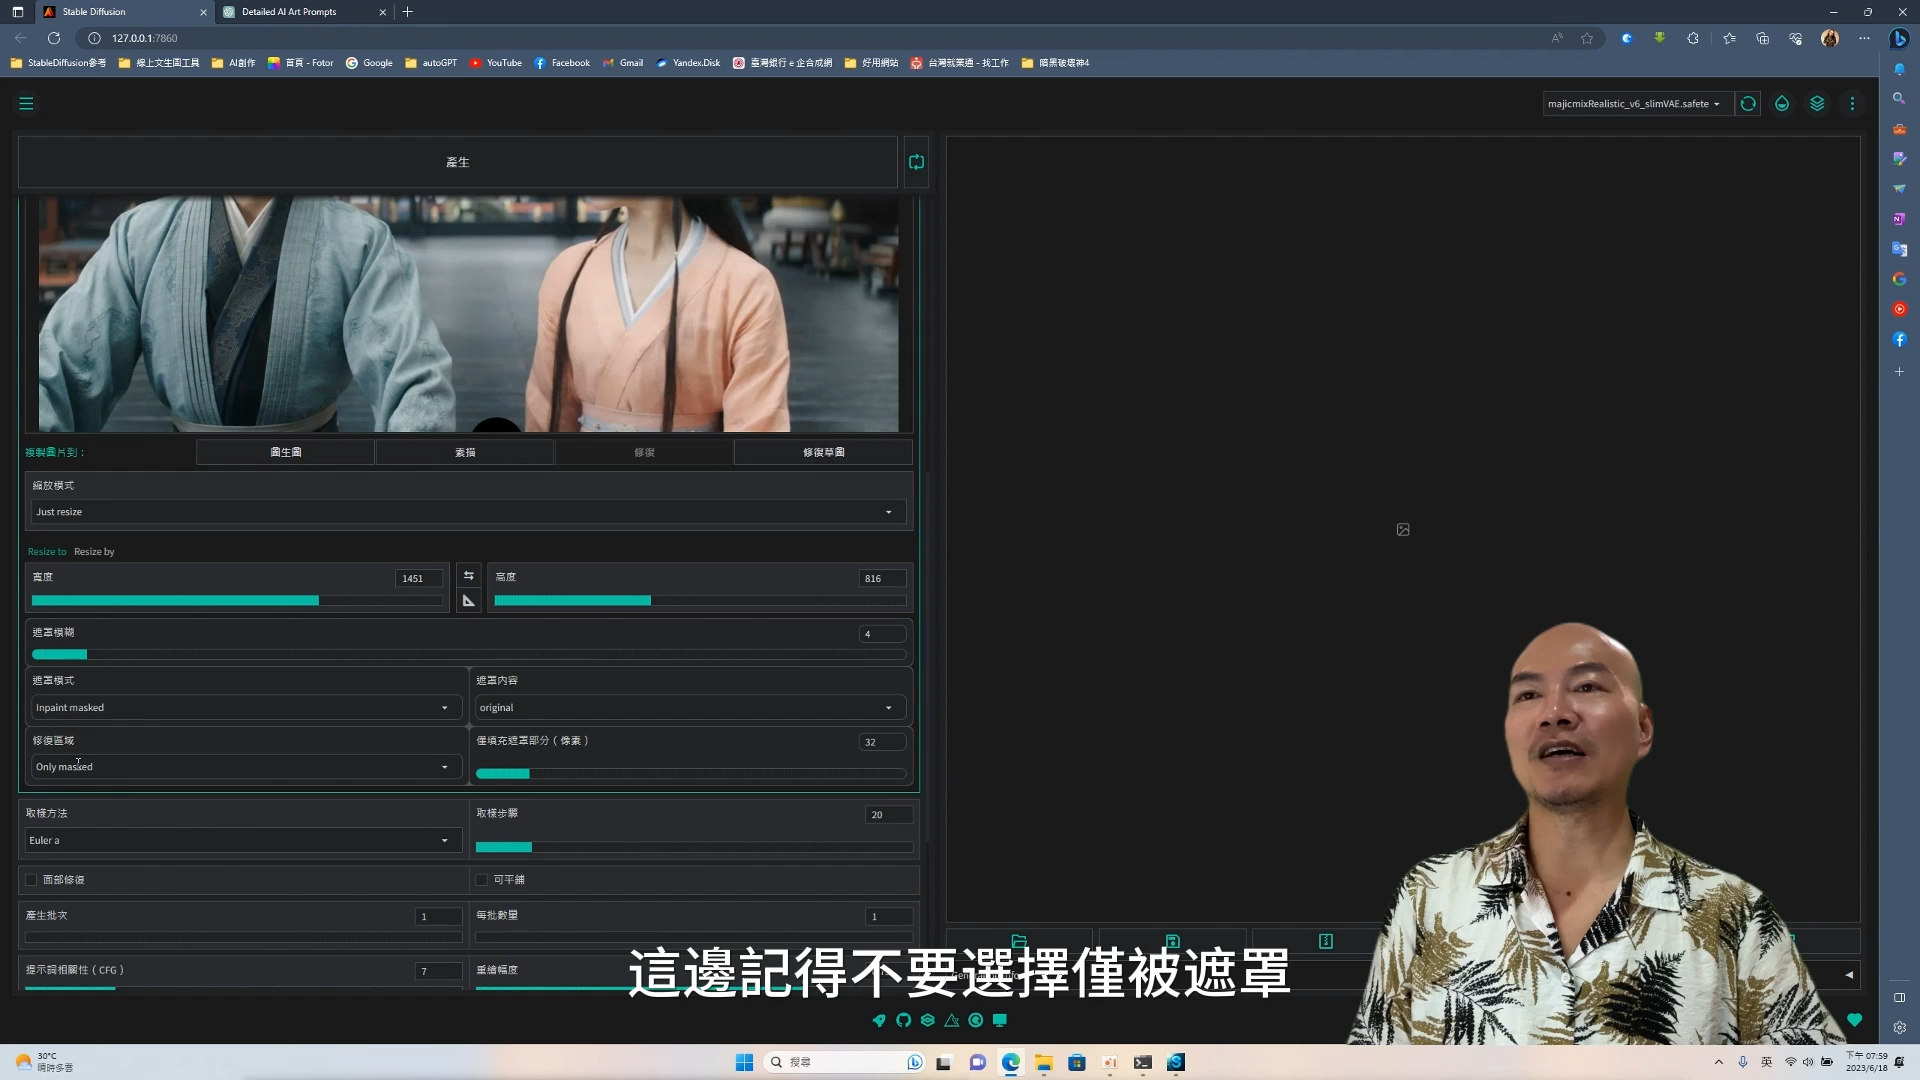 Stable Diffusion
Detailed AI Art Prompts
127.0.0.1:7860
StableDiffusion參考
線上文生圖工具
AI創作
首頁 - Fotor
Google
autoGPT
YouTube
Facebook
Gmail
Yandex.Disk
臺灣銀行 e 企合成網
好用網站
台灣就業通 - 找工作
暗黑破壞神4
majicmixRealistic_v6_slimVAE.safete
產生
複製圖片到：
圖生圖
素描
修復
修復草圖
縮放模式
Just resize
Resize to Resize by
寬度
1451
高度
816
遮罩模糊
4
遮罩模式
Inpaint masked
遮罩內容
original
修復區域
Only masked
僅填充遮罩部分（像素）
32
取樣方法
Euler a
取樣步驟
20
面部修復
可平鋪
產生批次
1
每批數量
1
提示詞相關性（CFG）
7
重繪幅度
這邊記得不要選擇僅被遮罩
30°C
晴時多雲
搜尋
英
下午 07:59
2023/6/18